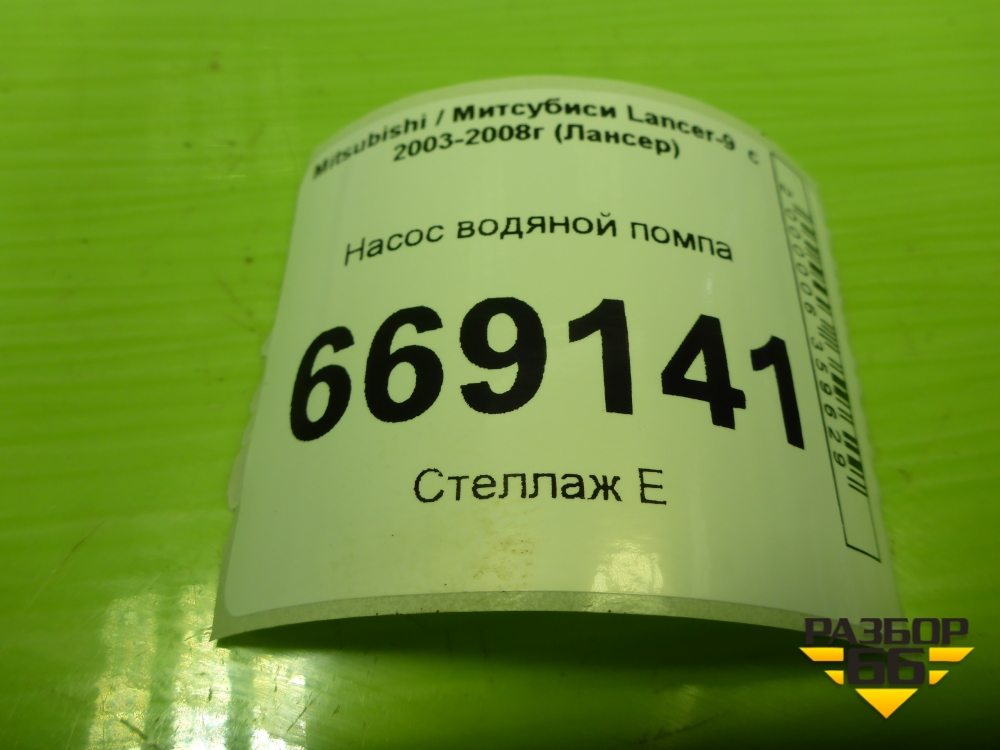 Mitsubishi / Митсубиси Lancer-9 с
2003-2008г (Лансер)
Насос водяной помпа
669141
Стеллаж Е
2000006359629
РАЗБОР
66